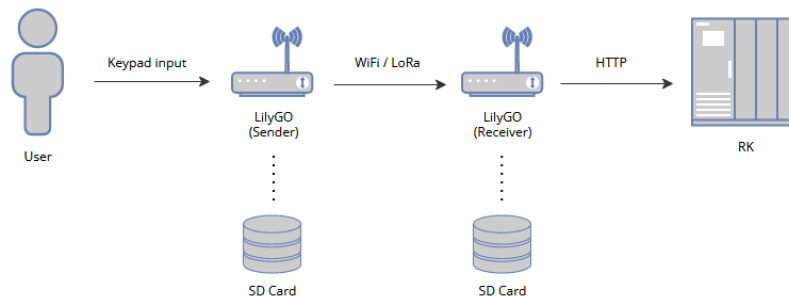 Keypad input
WiFi / LoRa
HTTP
User
LilyGO
(Sender)
LilyGO
(Receiver)
RK
SD Card
SD Card